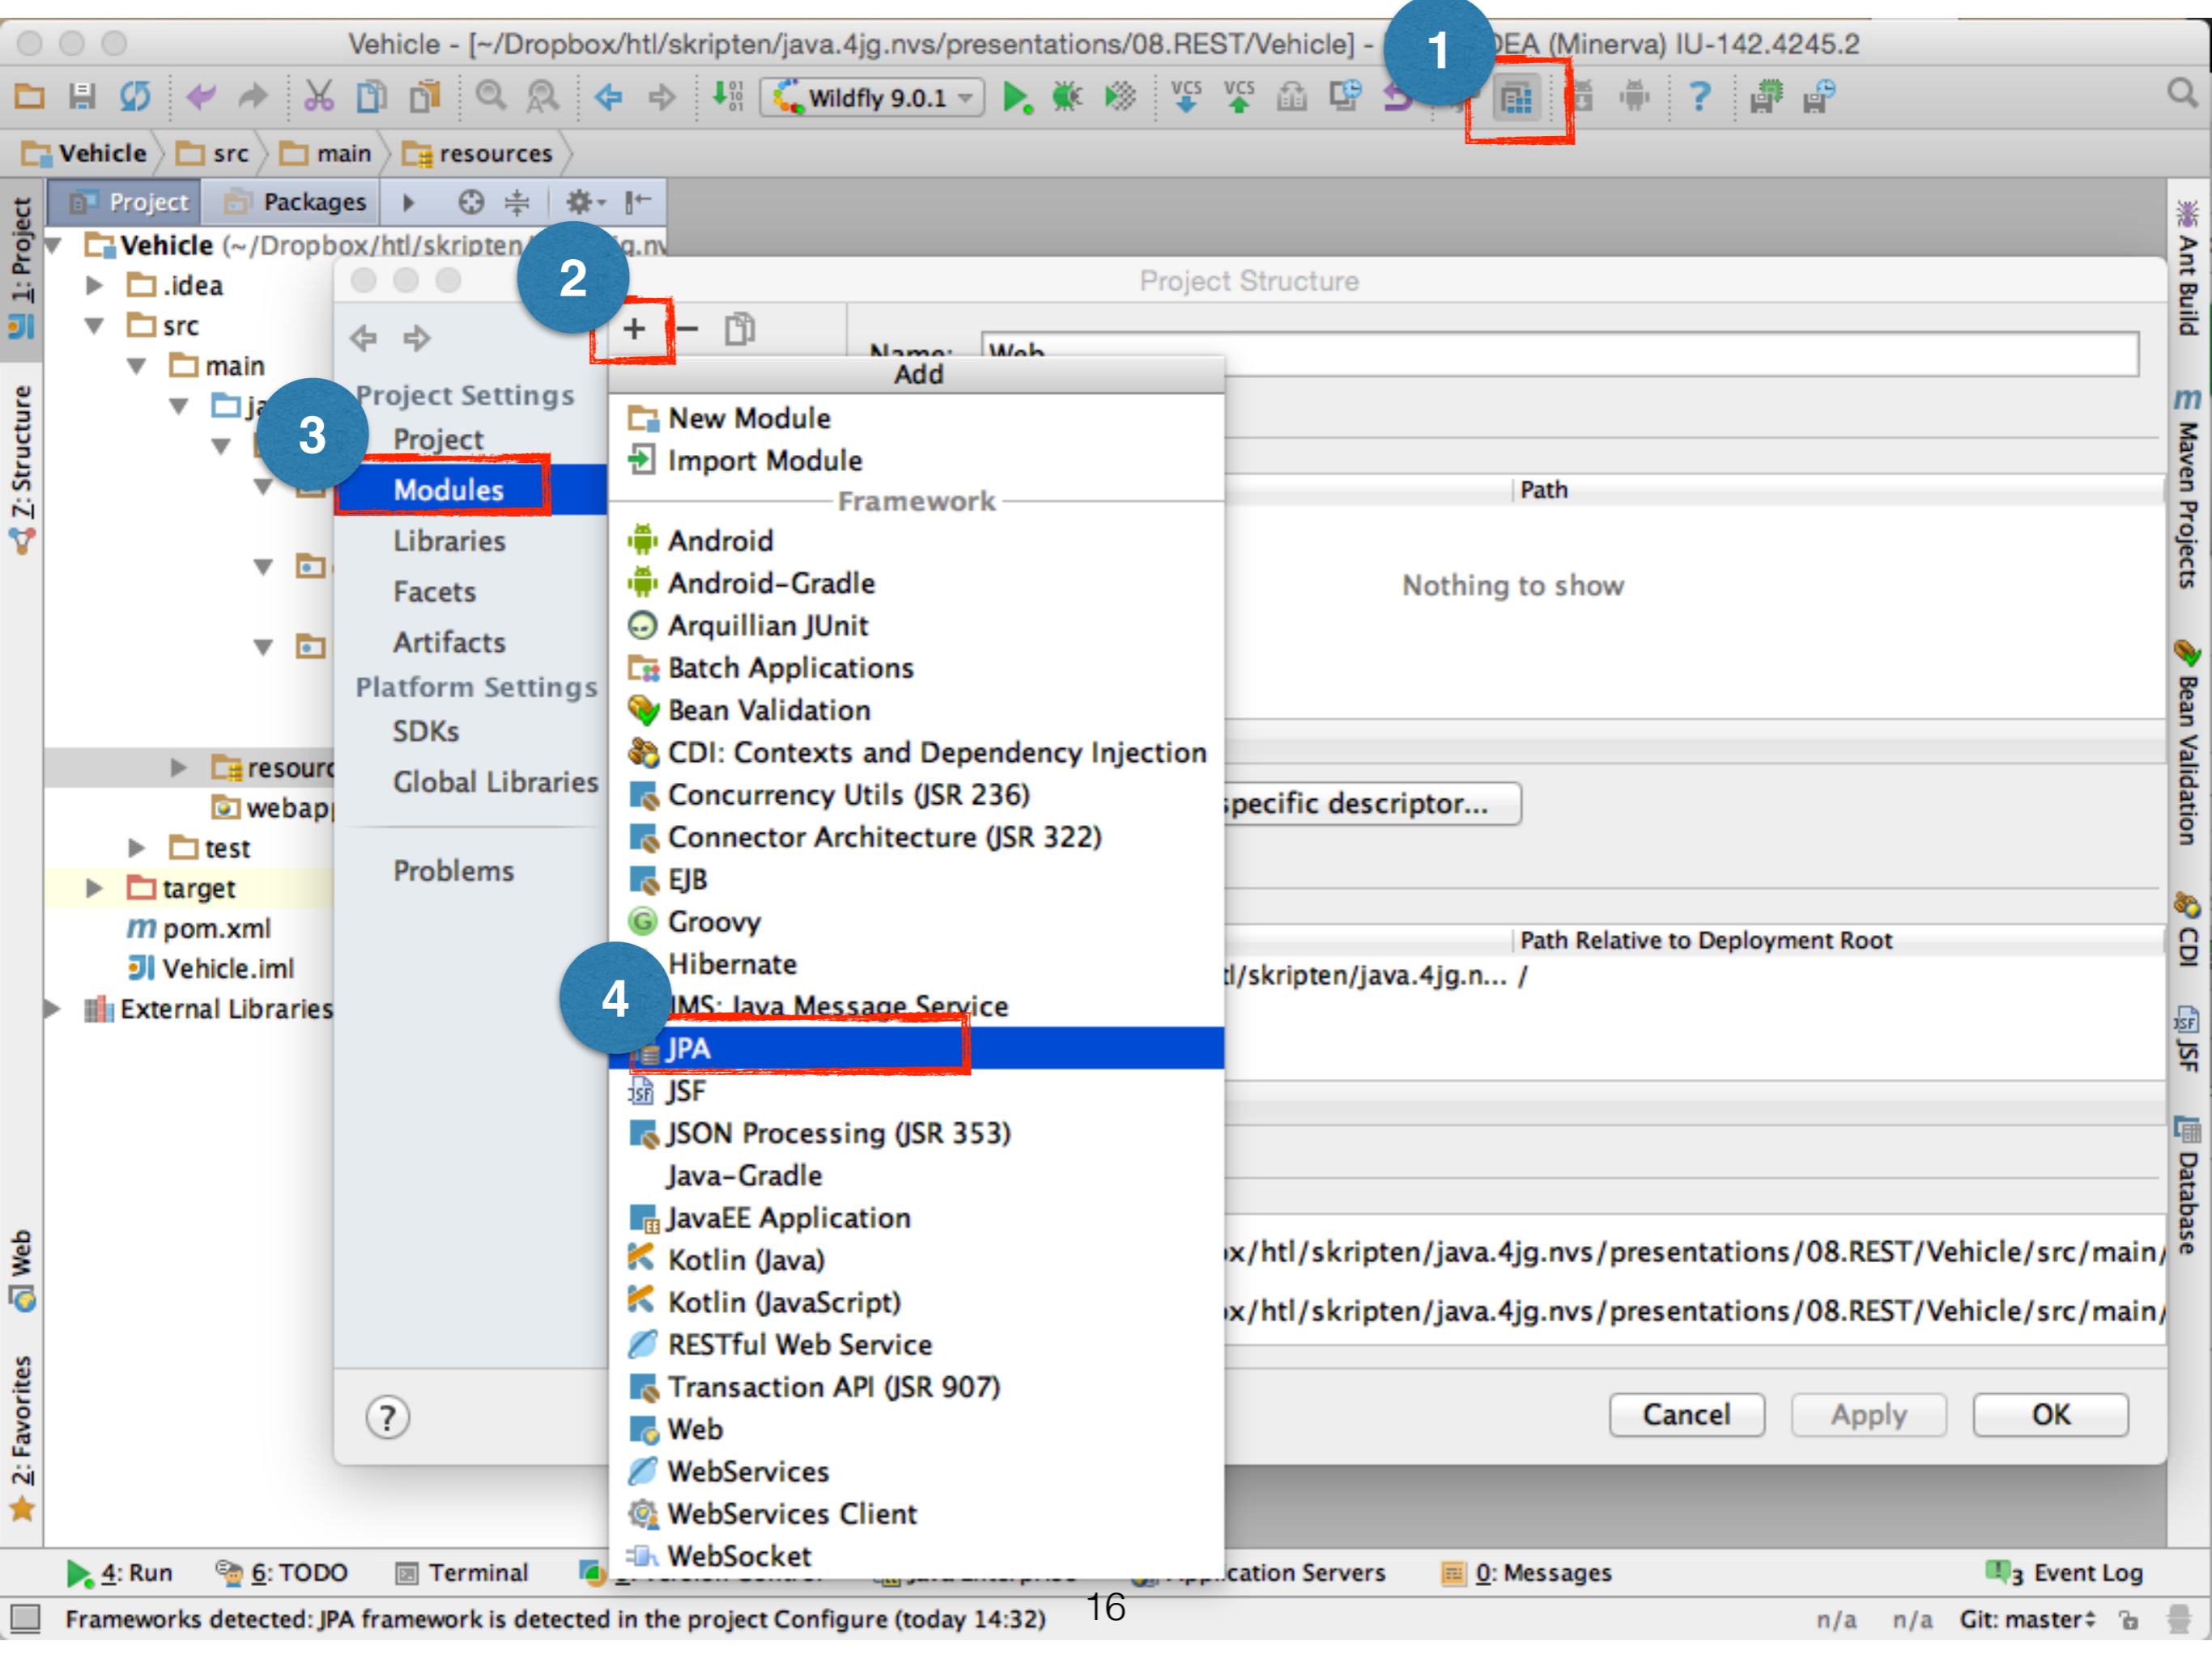 Vehicle - [~/Dropbox/htl/skripten/java.4jg.nvs/presentations/08.REST/Vehicle] - DEA (Minerva) IU-142.4245.2
1
Wildfly 9.0.1
VCS
VCS
?
Vehicle
src
main
resources
1: Project
Z: Structure
Web
2: Favorites
Project
Packages
Vehicle (~/Dropbox/htl/skripten/
.idea
src
main
test
target
pom.xml
Vehicle.iml
External Libraries
2
3
4
Project Structure
Name: Web
Project Settings
Project
Modules
Libraries
Facets
Artifacts
Platform Settings
SDKs
Global Libraries
Problems
?
Add
New Module
Import Module
Framework
Android
Android-Gradle
Arquillian JUnit
Batch Applications
Bean Validation
CDI: Contexts and Dependency Injection
Concurrency Utils (JSR 236)
Connector Architecture (JSR 322)
EJB
Groovy
Hibernate
JMS: Java Message Service
JPA
JSF
JSON Processing (JSR 353)
Java-Gradle
JavaEE Application
Kotlin (Java)
Kotlin (JavaScript)
RESTful Web Service
Transaction API (JSR 907)
Web
WebServices
WebServices Client
WebSocket
Path
Nothing to show
specific descriptor...
Path Relative to Deployment Root
tl/skripten/java.4jg.n... /
x/htl/skripten/java.4jg.nvs/presentations/08.REST/Vehicle/src/main/
x/htl/skripten/java.4jg.nvs/presentations/08.REST/Vehicle/src/main/
Cancel
Apply
OK
Ant Build
Maven Projects
Bean Validation
CDI
JSF
Database
4: Run
6: TODO
Terminal
cation Servers
0: Messages
3 Event Log
Frameworks detected: JPA framework is detected in the project Configure (today 14:32)
16
n/a
n/a
Git: master